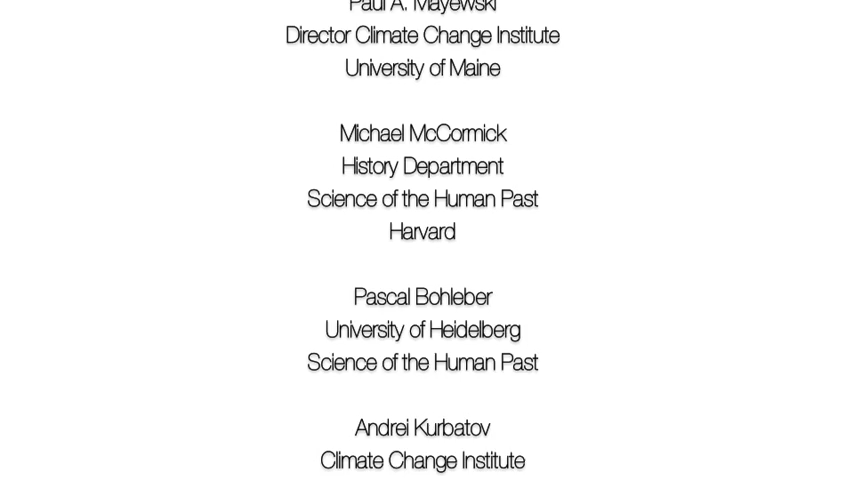 Paul A. Mayewski
Director Climate Change Institute
University of Maine
Michael McCormick
History Department
Science of the Human Past
Harvard
Pascal Bohleber
University of Heidelberg
Science of the Human Past
Andrei Kurbatov
Climate Change Institute